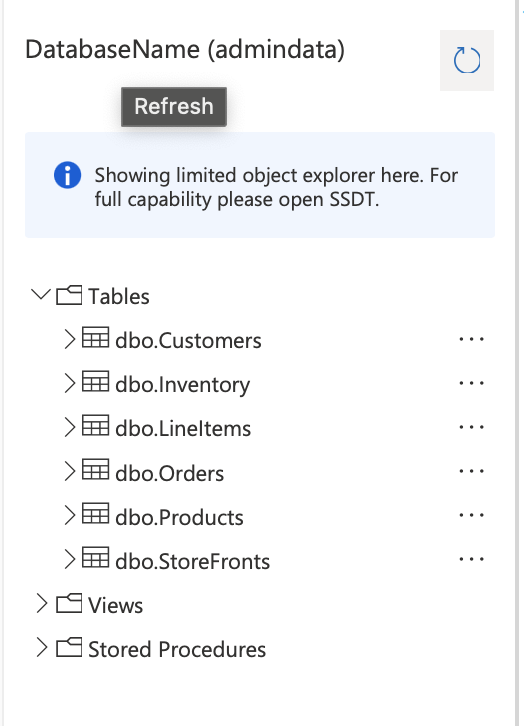 DatabaseName (admindata)
Refresh
Showing limited object explorer here. For
full capability please open SSDT.
Tables
dbo.Customers
dbo.Inventory
dbo.LineItems
dbo.Orders
dbo.Products
dbo.StoreFronts
Views
Stored Procedures